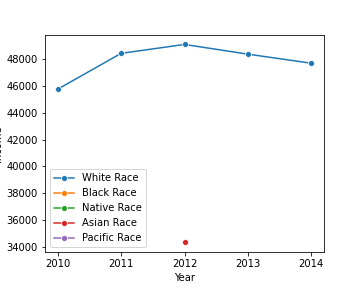 48000
46000
44000
42000
40000
38000
36000
34000
White Race
Black Race
Native Race
Asian Race
Pacific Race
2010 2011 2012 2013 2014
Year